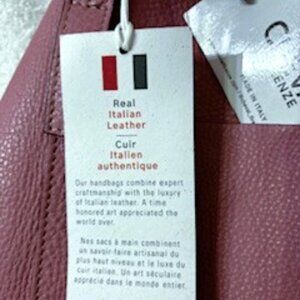 Real
Italian
Leather
Cuir
Italien
authentique
Our handbags combine expert
craftmanship with the luxury
of Italian leather. A time
honored art appreciated the
world over.
Nos sacs à main combinent
un savoir-faire artisanal du
plus haut niveau et le luxe du
cuir italien. Un art séculaire
apprécié dans le monde entier.
MADE IN ITALY